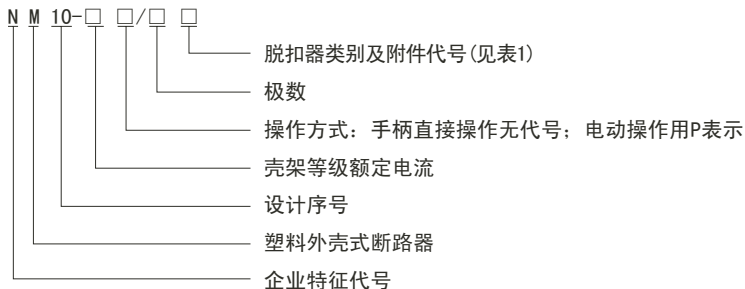 N M 10-□ □/□ □
脱扣器类别及附件代号(见表1)
极数
操作方式：手柄直接操作无代号；电动操作用P表示
壳架等级额定电流
设计序号
塑料外壳式断路器
企业特征代号